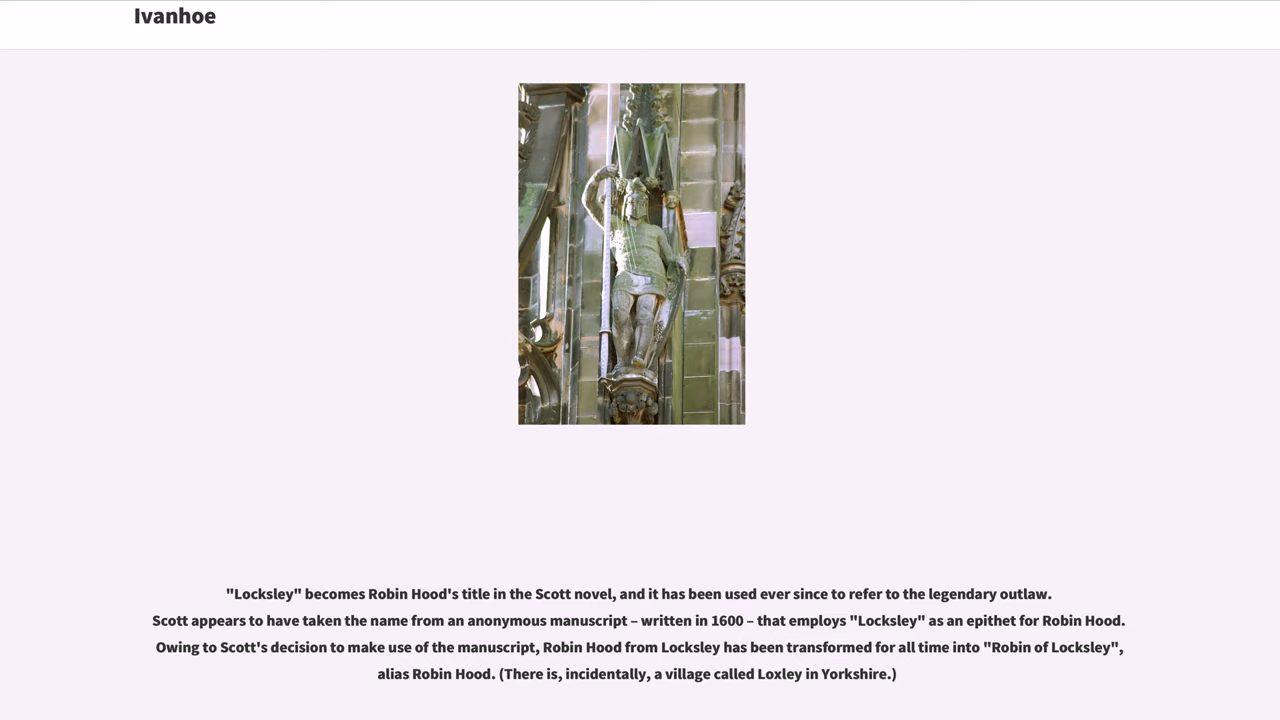 Ivanhoe
"Locksley" becomes Robin Hood's title in the Scott novel, and it has been used ever since to refer to the legendary outlaw.
Scott appears to have taken the name from an anonymous manuscript – written in 1600 – that employs "Locksley" as an epithet for Robin Hood.
Owing to Scott's decision to make use of the manuscript, Robin Hood from Locksley has been transformed for all time into "Robin of Locksley",
alias Robin Hood. (There is, incidentally, a village called Loxley in Yorkshire.)